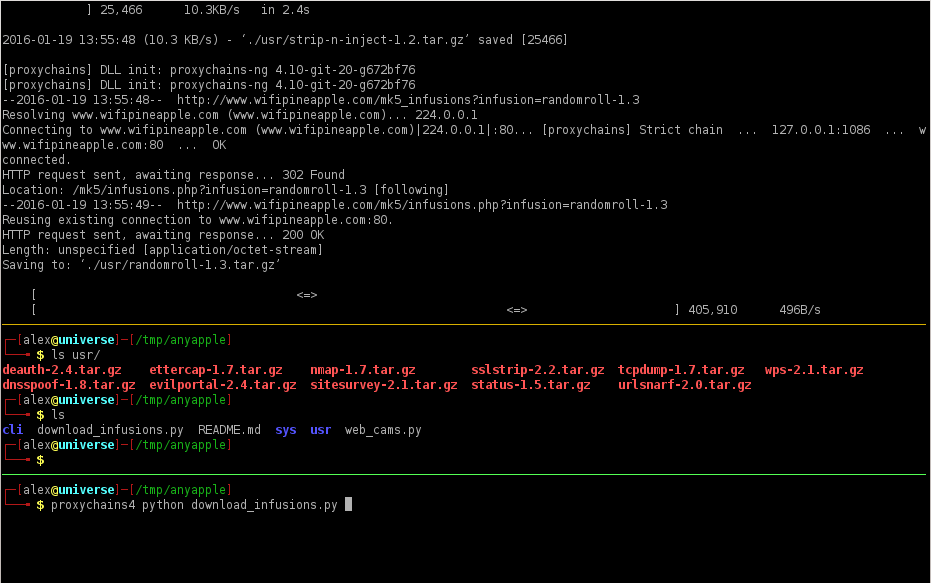 ] 25,466      10.3KB/s   in 2.4s
2016-01-19 13:55:48 (10.3 KB/s) - ‘./usr/strip-n-inject-1.2.tar.gz’ saved [25466]
[proxychains] DLL init: proxychains-ng 4.10-git-20-g672bf76
[proxychains] DLL init: proxychains-ng 4.10-git-20-g672bf76
--2016-01-19 13:55:48--  http://www.wifipineapple.com/mk5_infusions?infusion=randomroll-1.3
Resolving www.wifipineapple.com (www.wifipineapple.com)... 224.0.0.1
Connecting to www.wifipineapple.com (www.wifipineapple.com)|224.0.0.1|:80... [proxychains] Strict chain  ...  127.0.0.1:1086  ...  w
ww.wifipineapple.com:80  ...  OK
connected.
HTTP request sent, awaiting response... 302 Found
Location: /mk5/infusions.php?infusion=randomroll-1.3 [following]
--2016-01-19 13:55:49--  http://www.wifipineapple.com/mk5/infusions.php?infusion=randomroll-1.3
Reusing existing connection to www.wifipineapple.com:80.
HTTP request sent, awaiting response... 200 OK
Length: unspecified [application/octet-stream]
Saving to: ‘./usr/randomroll-1.3.tar.gz’
[                                     <=>
[                                                                   <=>                     ] 405,910      496B/s
┌─[alex@universe]─[/tmp/anyapple]
└──╼ $ ls usr/
deauth-2.4.tar.gz    ettercap-1.7.tar.gz    nmap-1.7.tar.gz        sslstrip-2.2.tar.gz  tcpdump-1.7.tar.gz   wps-2.1.tar.gz
dnsspoof-1.8.tar.gz  evilportal-2.4.tar.gz  sitesurvey-2.1.tar.gz  status-1.5.tar.gz    urlsnarf-2.0.tar.gz
┌─[alex@universe]─[/tmp/anyapple]
└──╼ $ ls
cli  download_infusions.py  README.md  sys  usr  web_cams.py
┌─[alex@universe]─[/tmp/anyapple]
└──╼ $
┌─[alex@universe]─[/tmp/anyapple]
└──╼ $ proxychains4 python download_infusions.py